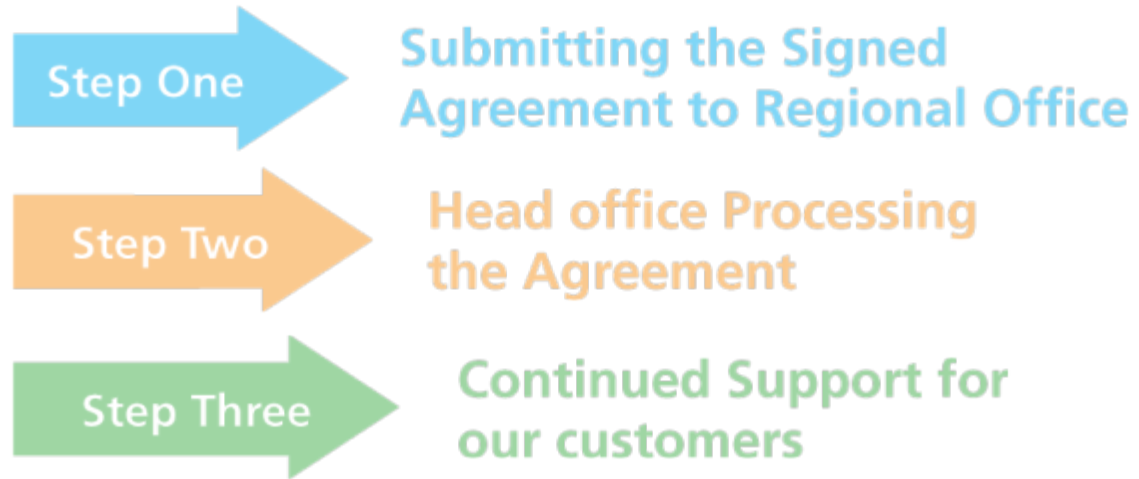 Step One
Submitting the Signed
Agreement to Regional Office
Step Two
Head office Processing
the Agreement
Step Three
Continued Support for
our customers